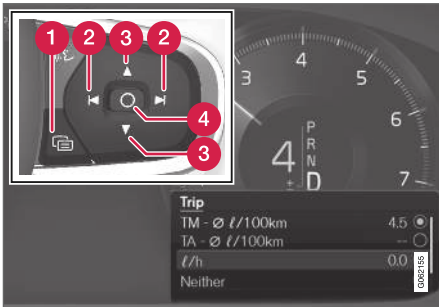 1
2
3
2
4
3
3
4
5
6
7
P
R
N
D
4
±
Trip
TM - Ø ℓ/100km 4.5
TA - Ø ℓ/100km --
ℓ/h 0.0
Neither
G062155